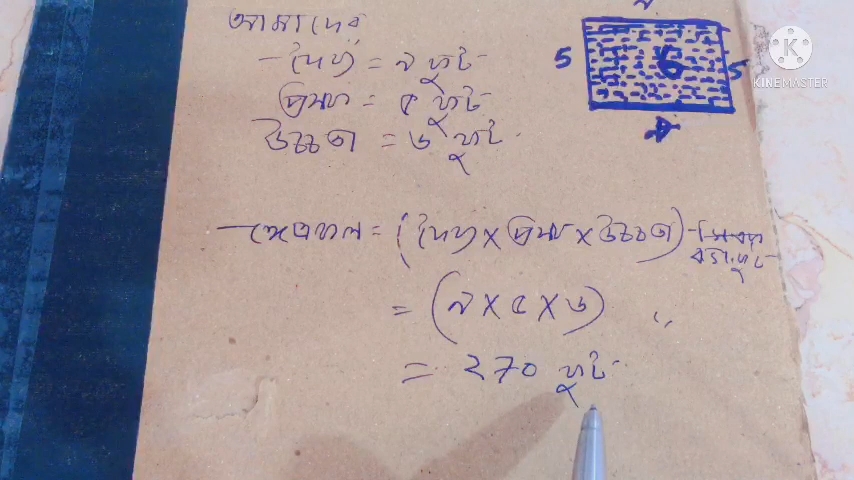 আমাদের
দৈর্ঘ্য = ৯ ফুট
প্রস্থ = ৫ ফুট
উচ্চতা = ৬ ফুট
5 6 5
K
KINEMASTER
ক্ষেত্রফল = (দৈর্ঘ্য X প্রস্থ X উচ্চতা)
= (৯ X ৫ X ৬) ,,
= 270 ফুট